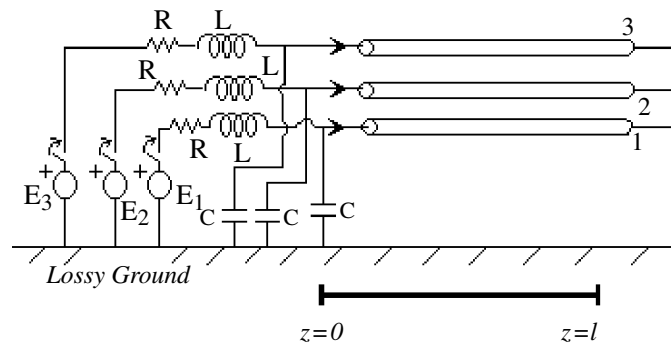 R L 3
R L 2
R L 1
+ + +
E3 E2 E1
C C C
Lossy Ground
z=0 z=l